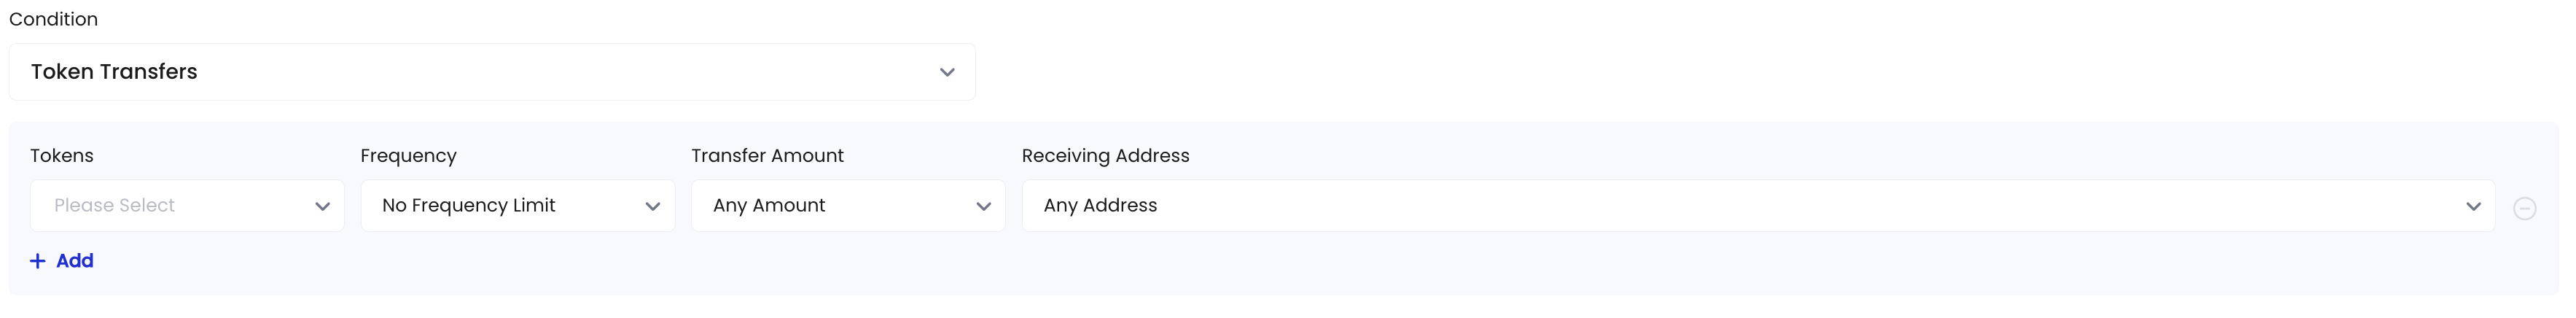 Condition
Token Transfers
Tokens Frequency Transfer Amount Receiving Address
Please Select No Frequency Limit Any Amount Any Address
+ Add